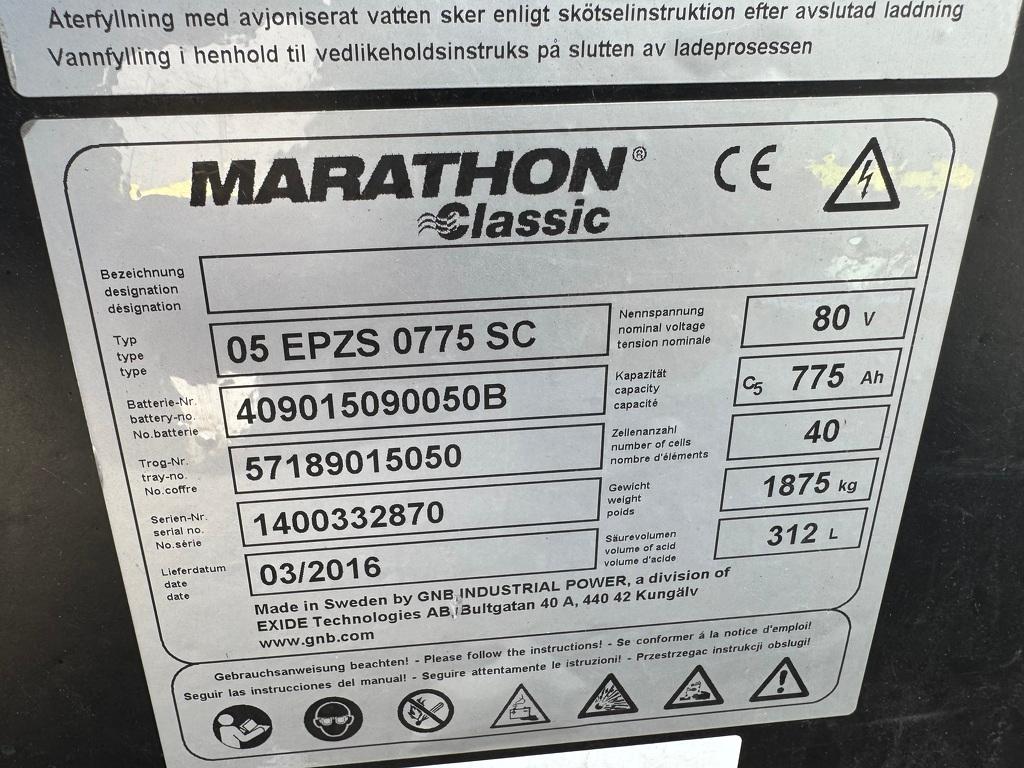 Återfyllning med avjoniserat vatten sker enligt skötselinstruktion efter avslutad laddning
Vannfylling i henhold til vedlikeholdsinstruks på slutten av ladeprosessen
MARATHON®
Classic
CE
Bezeichnung
designation
désignation
Typ
type
type
05 EPZS 0775 SC
Nennspannung
nominal voltage
tension nominale
80 V
Batterie-Nr.
battery-no.
No.batterie
409015090050B
Kapazität
capacity
capacité
C5 775 Ah
Trog-Nr.
tray-no.
No.coffre
57189015050
Zellenanzahl
number of cells
nombre d'éléments
40
Serien-Nr.
serial no.
No.série
1400332870
Gewicht
weight
poids
1875 kg
Lieferdatum
date
date
03/2016
Säurevolumen
volume of acid
volume d'acide
312 L
Made in Sweden by GNB INDUSTRIAL POWER, a division of
EXIDE Technologies AB, Bultgatan 40 A, 440 42 Kungälv
www.gnb.com
Gebrauchsanweisung beachten! - Please follow the instructions! - Se conformer á la notice d'emploi!
Seguir las instrucciones del manual! - Seguire attentamente le istruzioni! - Przestrzegac instrukcji obslugi!